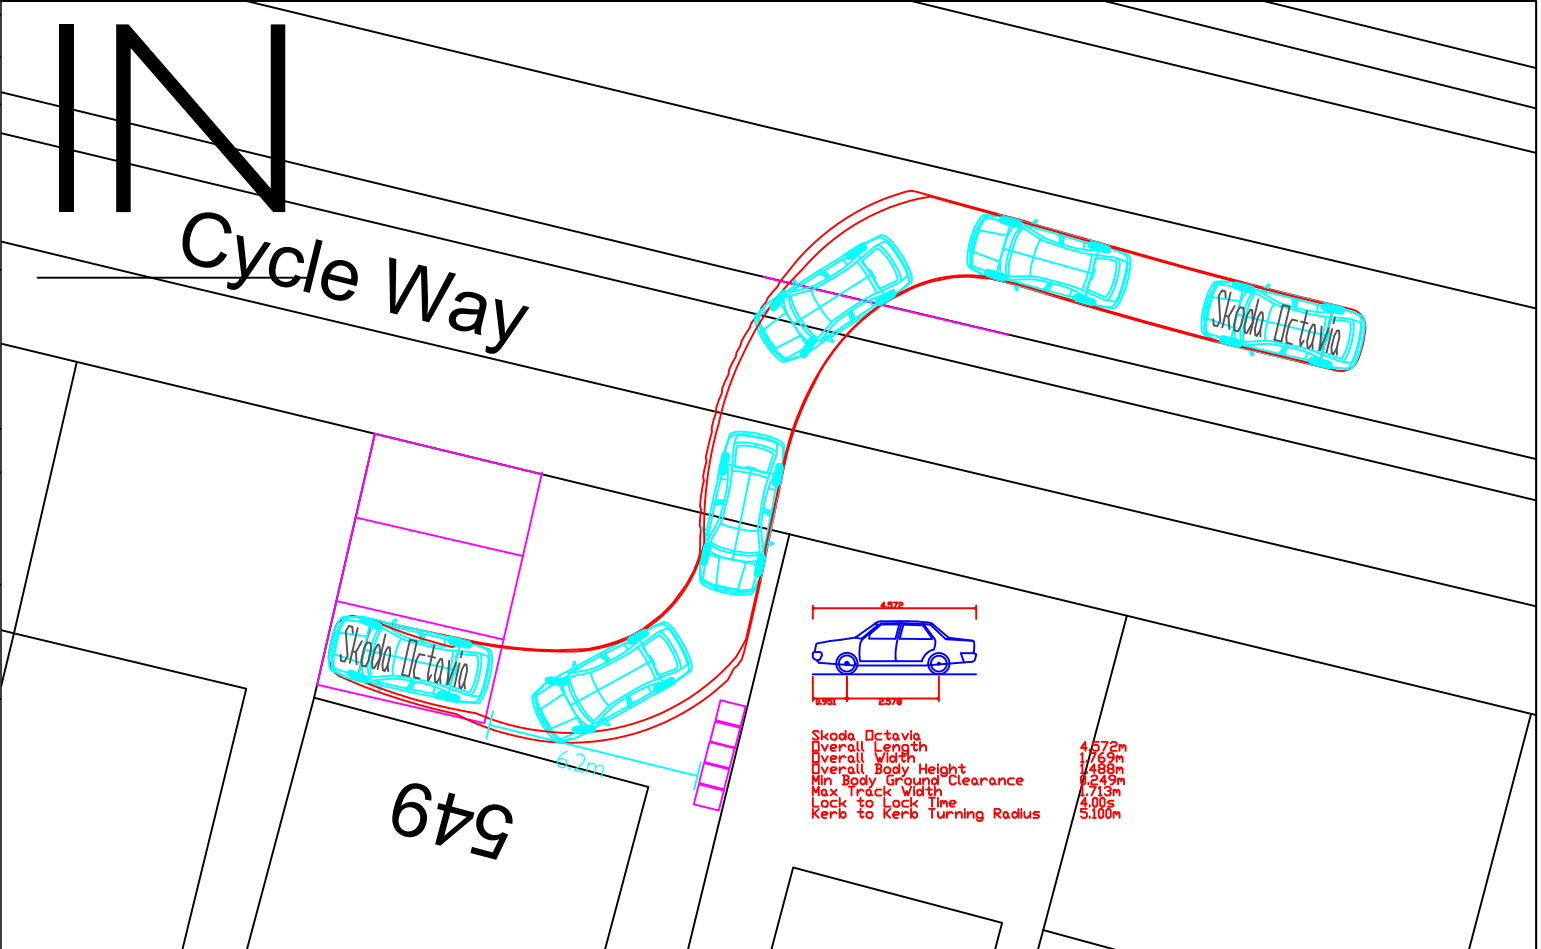 IN
Cycle Way
Skoda Octavia
Skoda Octavia
4.572
0.951
2.578
Skoda Octavia
Overall Length 4.572m
Overall Width 1.769m
Overall Body Height 1.488m
Min Body Ground Clearance 0.249m
Max Track Width 1.713m
Lock to Lock Time 4.00s
Kerb to Kerb Turning Radius 5.100m
6.2m
549